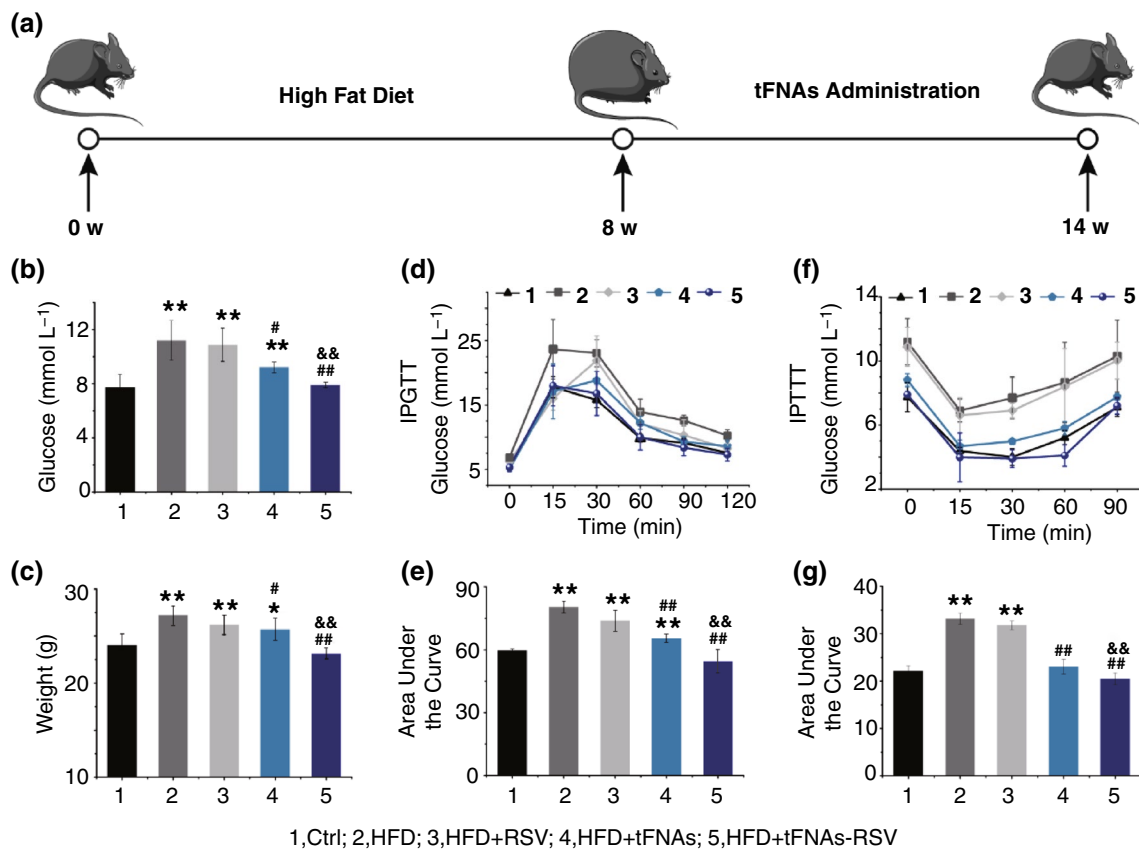 (a)
High Fat Diet
tFNAs Administration
0 w
8 w
14 w
(b)
Glucose (mmol L⁻¹)
12
8
4
0
**
**
#
**
&&
##
1 2 3 4 5
(d)
1 2 3 4 5
IPGTT
Glucose (mmol L⁻¹)
25
15
5
0 15 30 60 90 120
Time (min)
(f)
1 2 3 4 5
IPTTT
Glucose (mmol L⁻¹)
14
10
6
2
0 15 30 60 90
Time (min)
(c)
Weight (g)
30
22
10
**
**
#
*
&&
##
1 2 3 4 5
(e)
Area Under
the Curve
90
60
30
0
**
**
##
**
&&
##
1 2 3 4 5
(g)
Area Under
the Curve
40
30
20
10
0
**
**
##
&&
##
1 2 3 4 5
1,Ctrl; 2,HFD; 3,HFD+RSV; 4,HFD+tFNAs; 5,HFD+tFNAs-RSV